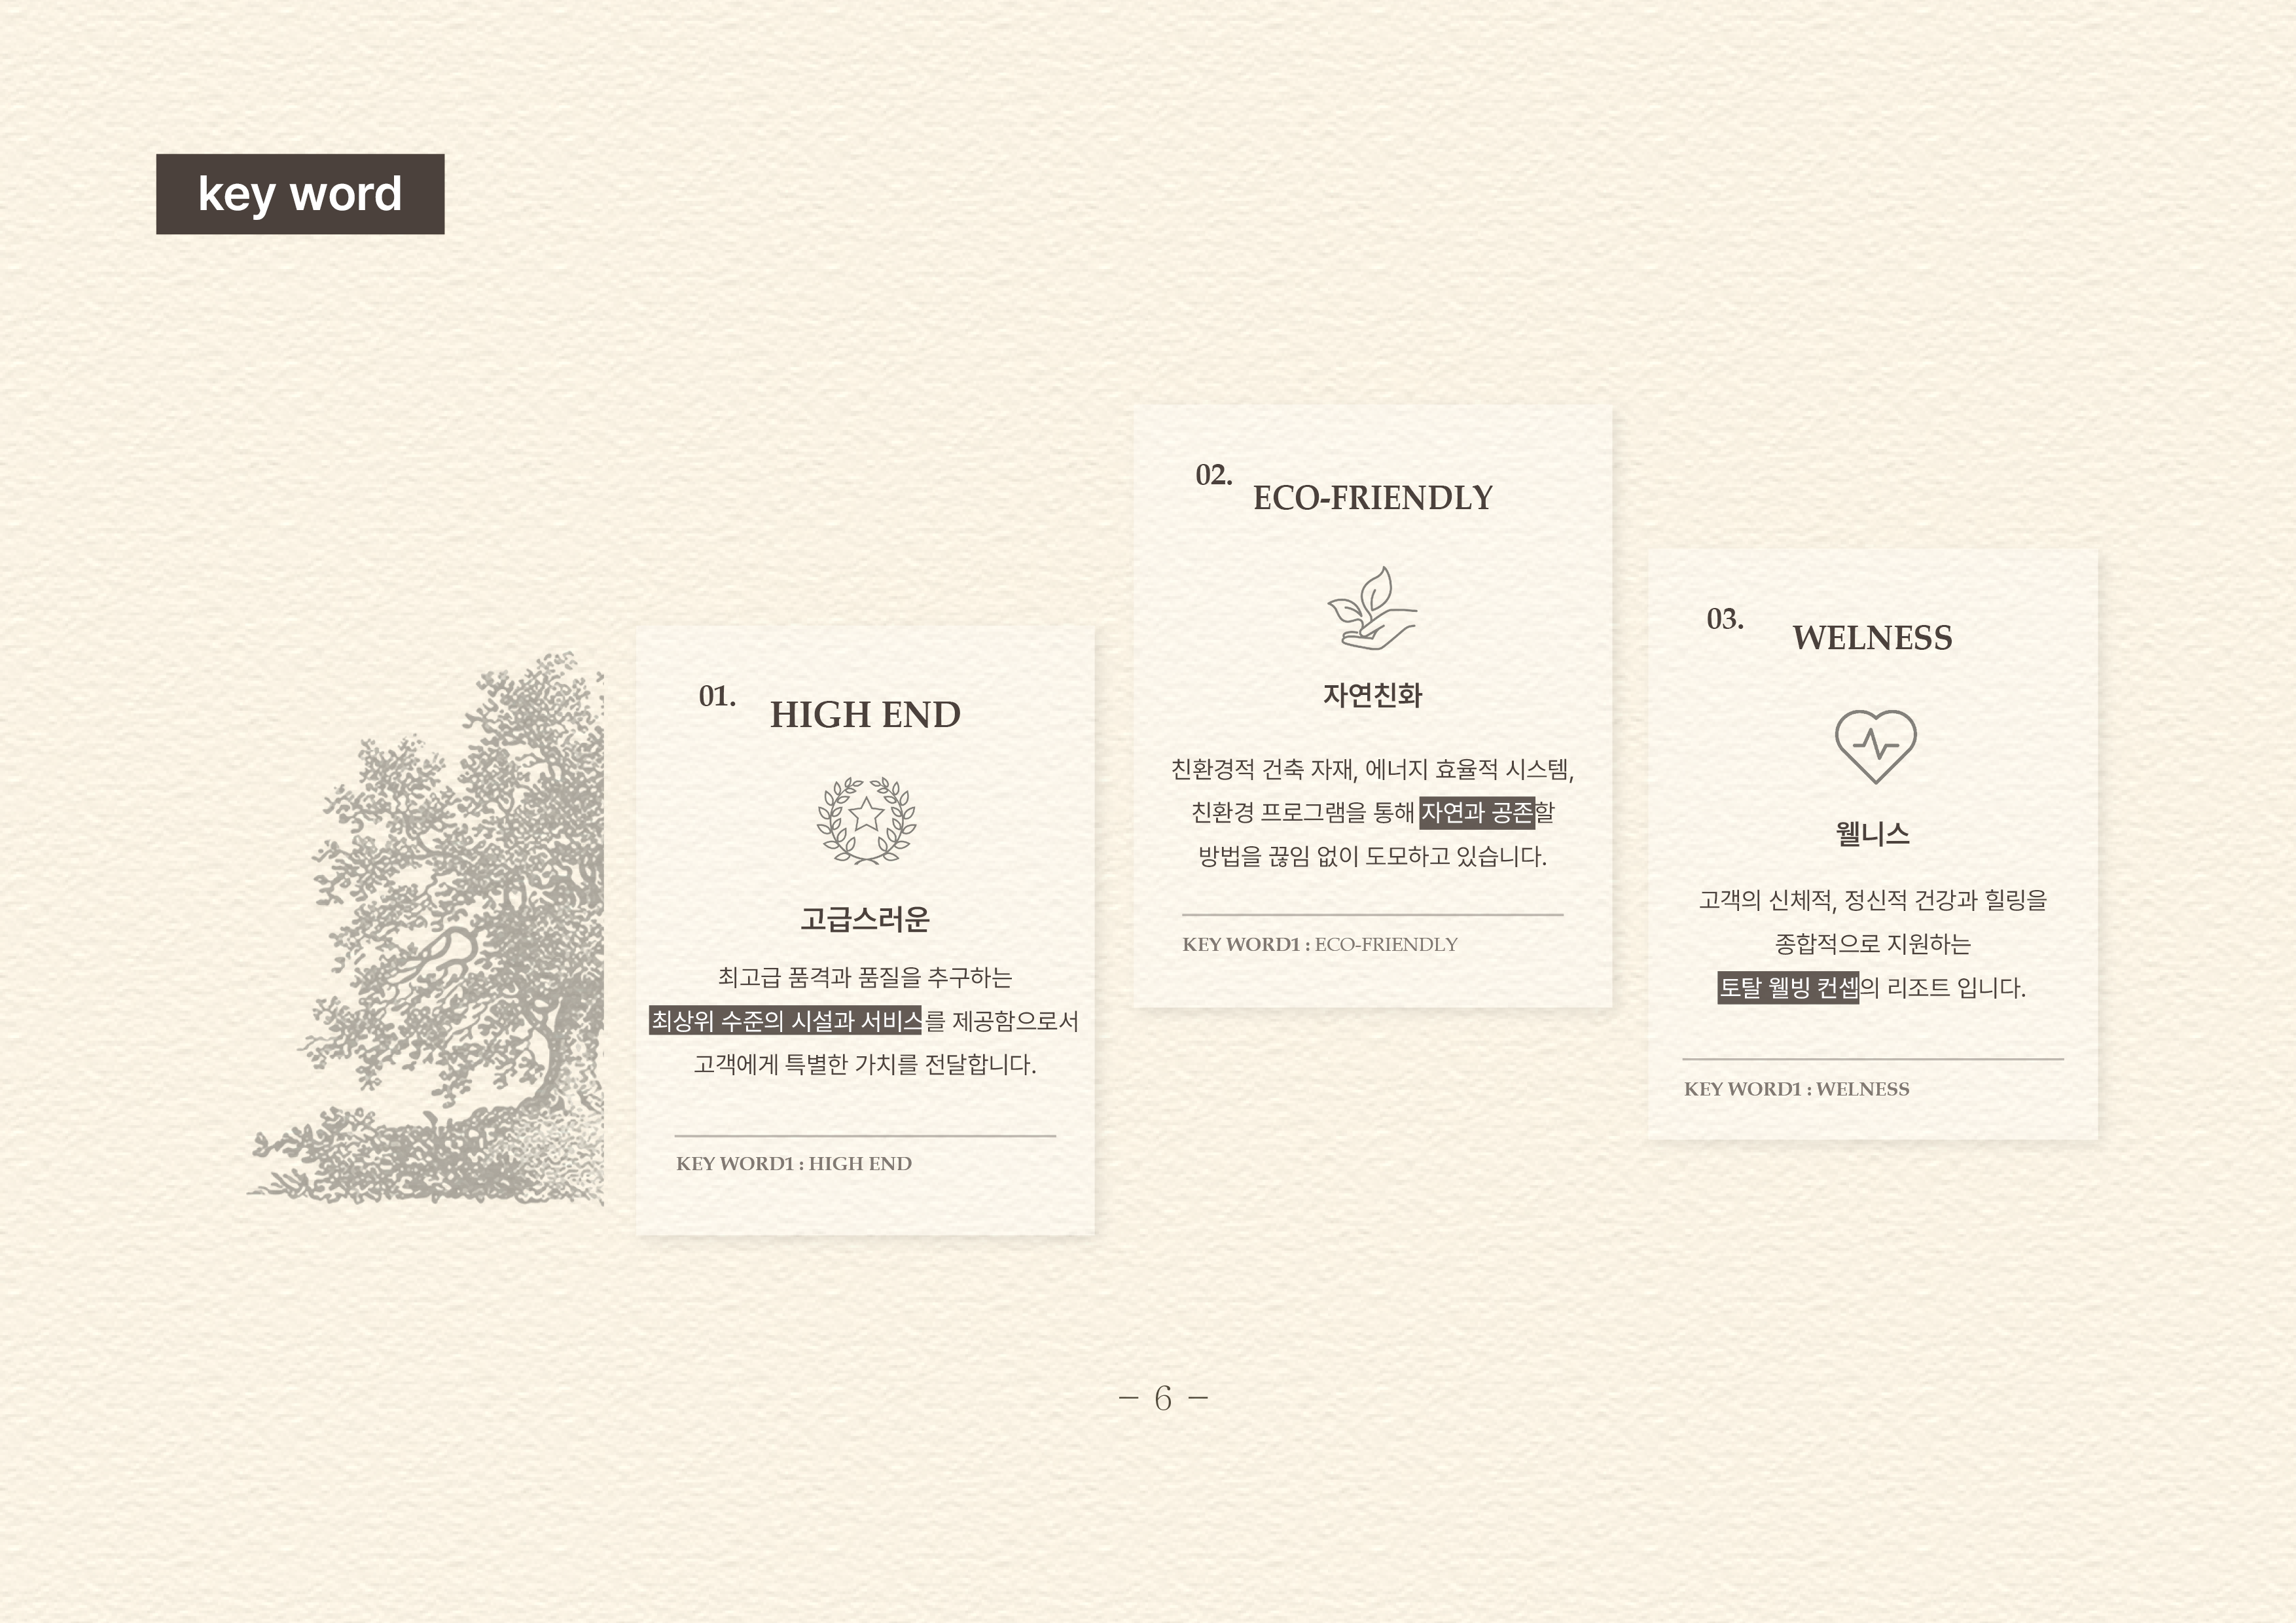 key word
01.
HIGH END
고급스러운
최고급 품격과 품질을 추구하는
최상위 수준의 시설과 서비스를 제공함으로서
고객에게 특별한 가치를 전달합니다.
KEY WORD1 : HIGH END
02.
ECO-FRIENDLY
자연친화
친환경적 건축 자재, 에너지 효율적 시스템,
친환경 프로그램을 통해 자연과 공존할
방법을 끊임 없이 도모하고 있습니다.
KEY WORD1 : ECO-FRIENDLY
03.
WELNESS
웰니스
고객의 신체적, 정신적 건강과 힐링을
종합적으로 지원하는
토탈 웰빙 컨셉의 리조트 입니다.
KEY WORD1 : WELNESS
– 6 –